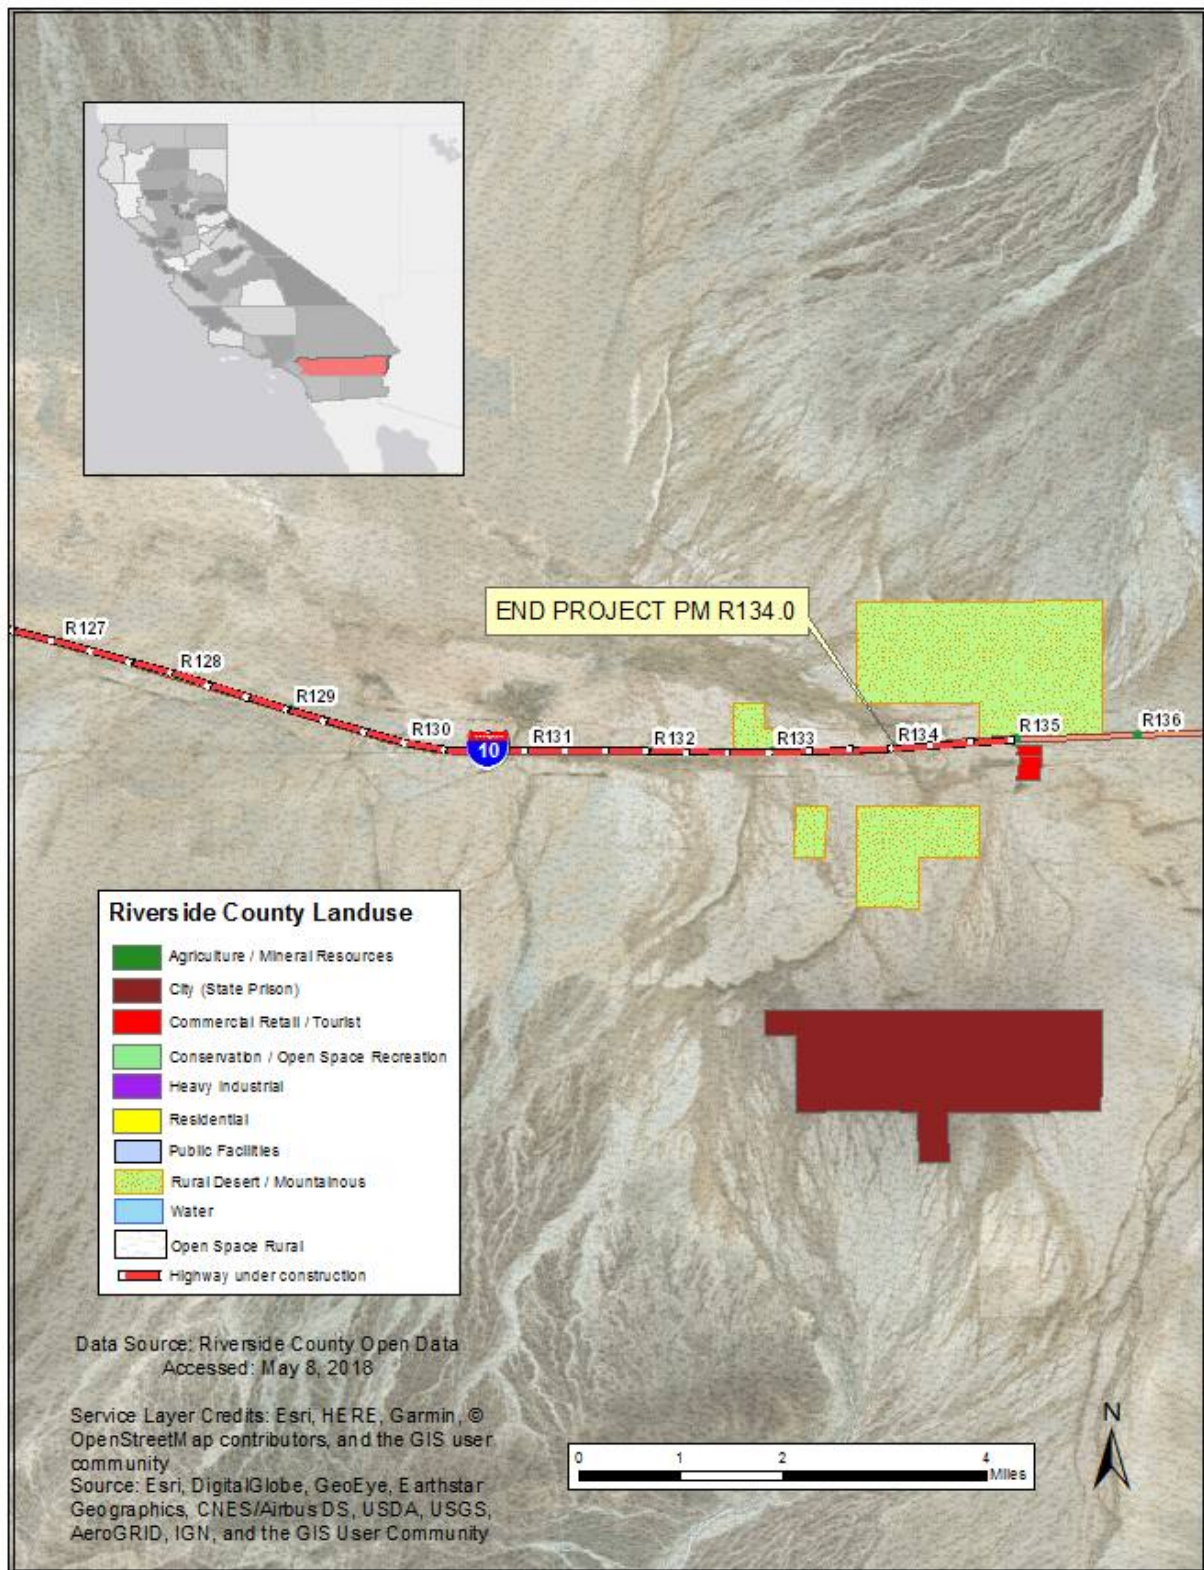 END PROJECT PM R134.0
R127
R128
R129
R130
10
R131
R132
R133
R134
R135
R136
Riverside County Landuse
Agriculture / Mineral Resources
City (State Prison)
Commercial Retail / Tourist
Conservation / Open Space Recreation
Heavy Industrial
Residential
Public Facilities
Rural Desert / Mountainous
Water
Open Space Rural
Highway under construction
Data Source: Riverside County Open Data
Accessed: May 8, 2018
Service Layer Credits: Esri, HERE, Garmin, ©
OpenStreetMap contributors, and the GIS user
community
Source: Esri, DigitalGlobe, GeoEye, Earthstar
Geographics, CNES/Airbus DS, USDA, USGS,
AeroGRID, IGN, and the GIS User Community
0 1 2 4
Miles
N